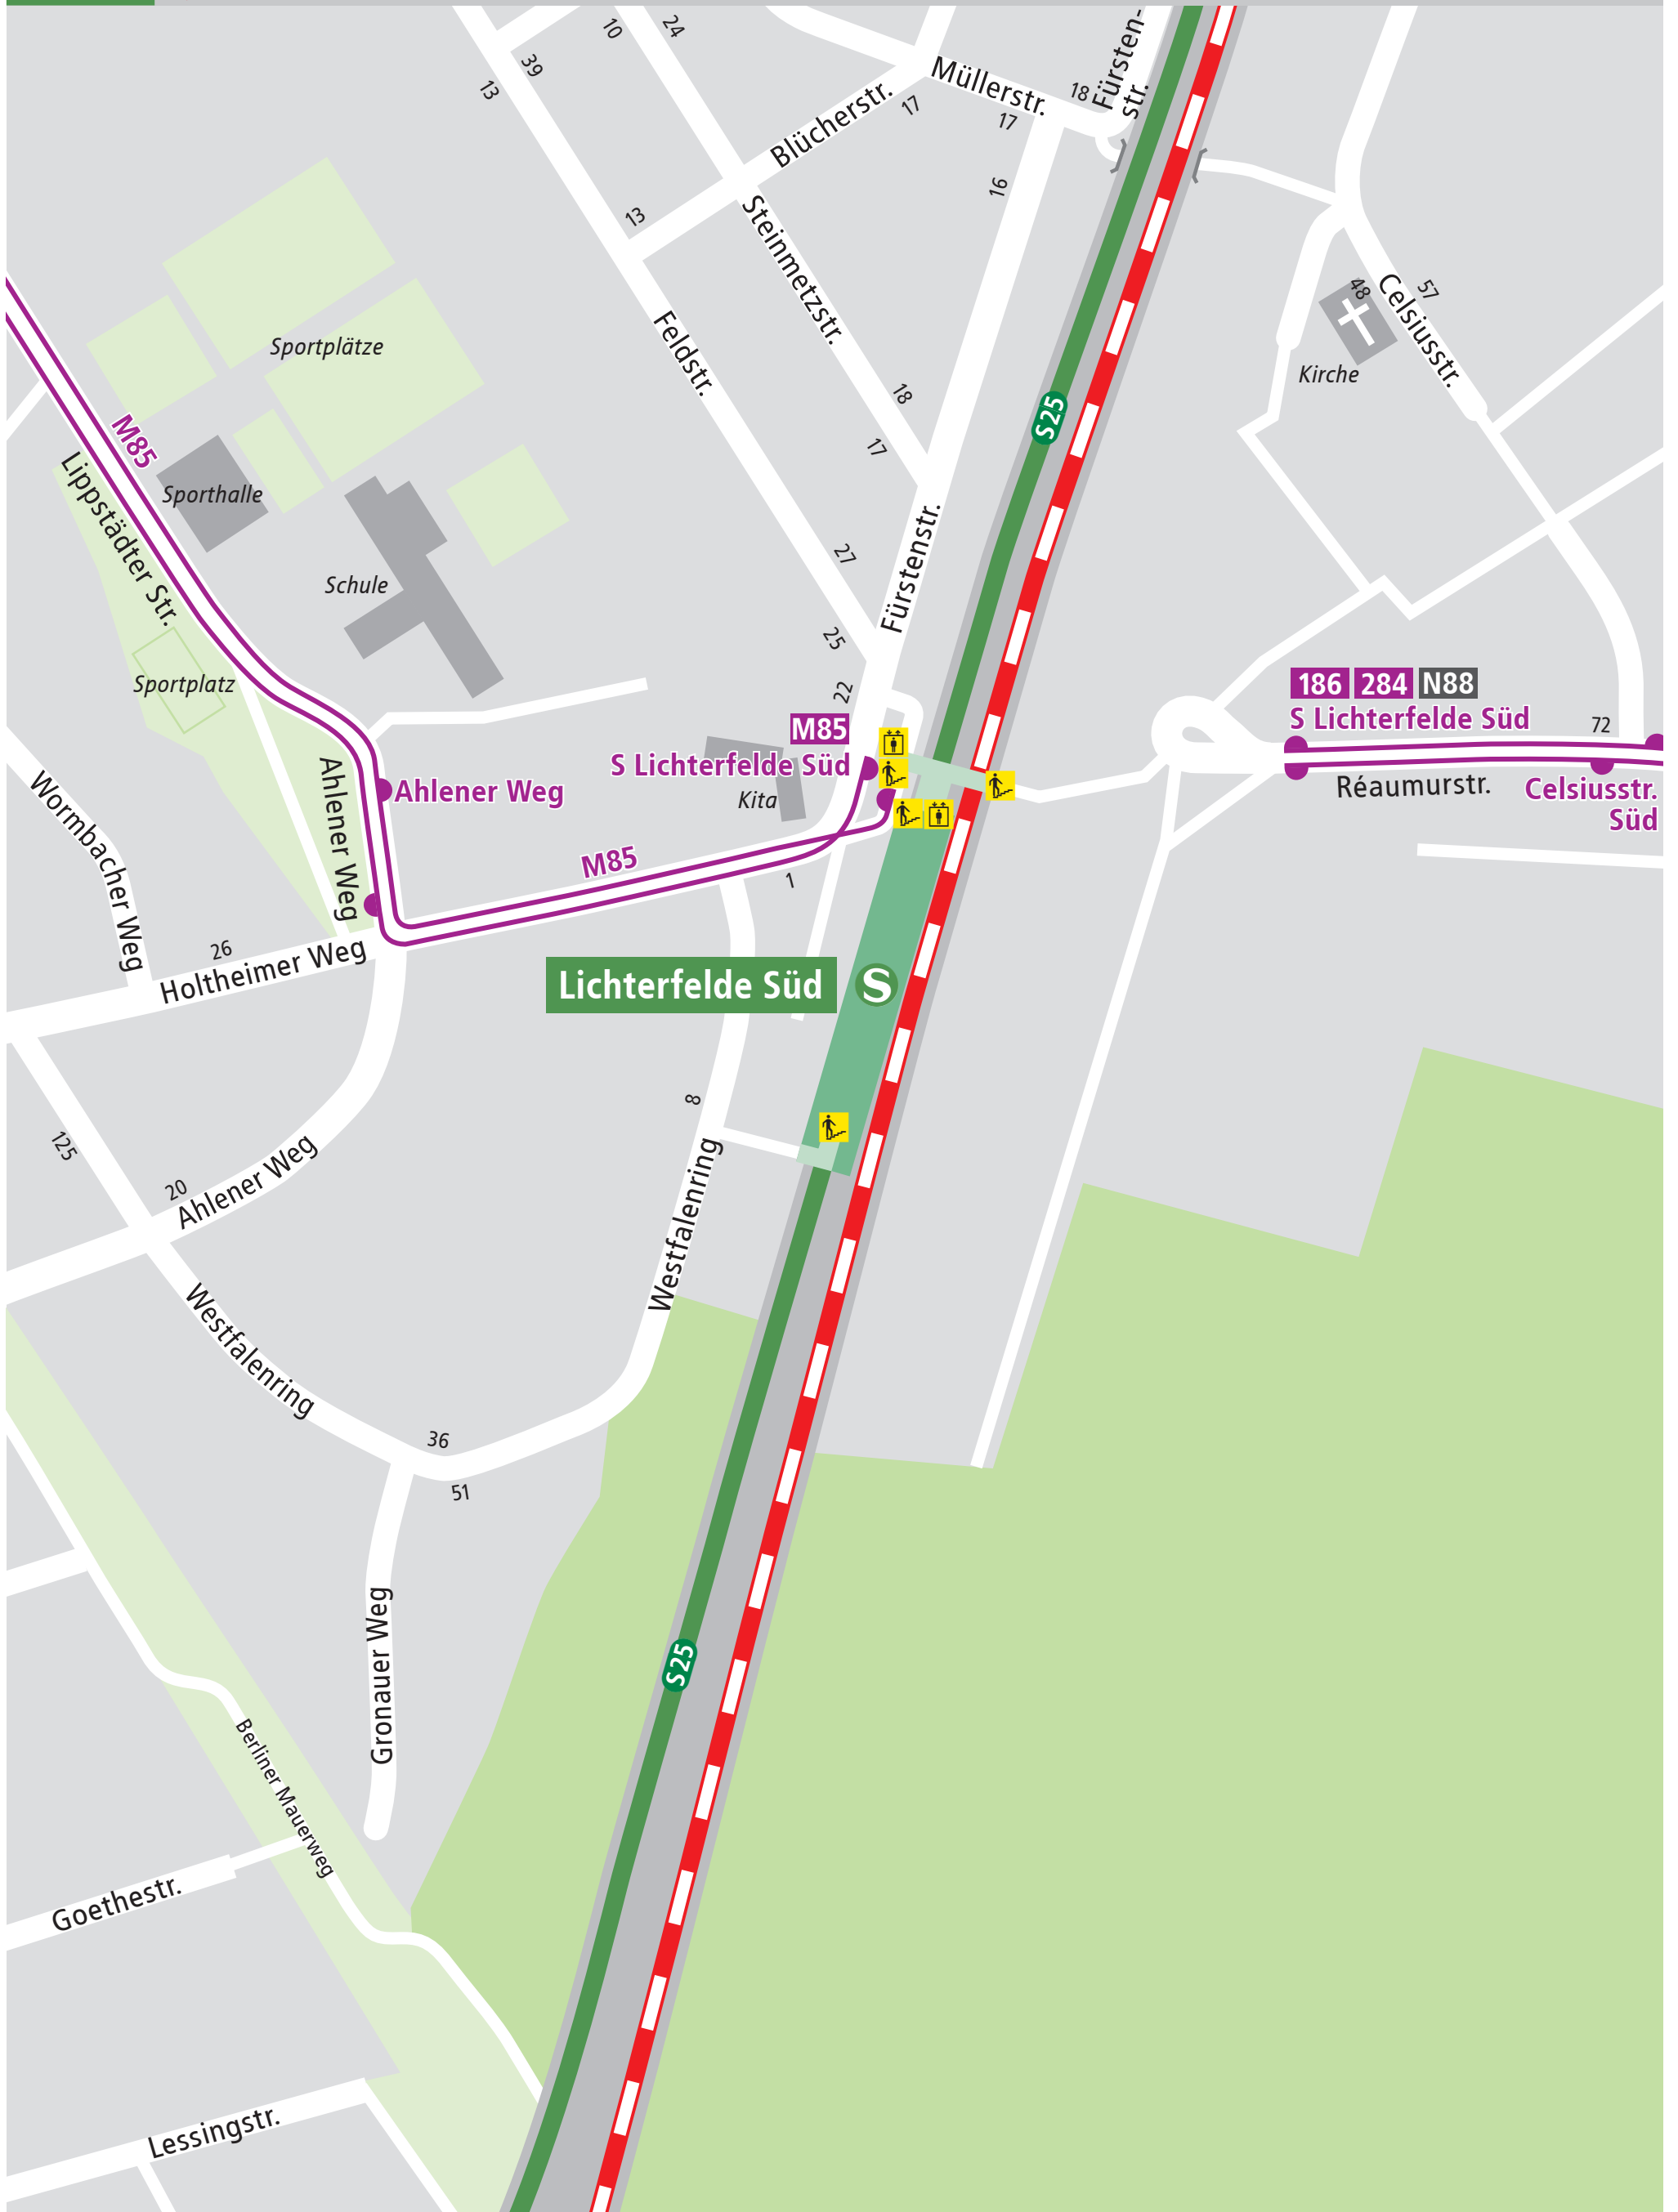 10
24
39
13
Müllerstr.
18
Fürsten-
str.
17
Blücherstr.
17
16
13
Steinmetzstr.
Feldstr.
48
57
Celsiusstr.
Kirche
Sportplätze
S25
18
17
M85
Lippstädter Str.
Sporthalle
Schule
27
Fürstenstr.
25
Sportplatz
22
186 284 N88
S Lichterfelde Süd
72
M85
S Lichterfelde Süd
Réaumurstr.
Celsiusstr.
Süd
Kita
Ahlener Weg
Ahlener Weg
Wormbacher Weg
M85
1
26
Holtheimer Weg
Lichterfelde Süd
S
8
125
20
Ahlener Weg
Westfalenring
Westfalenring
36
51
Gronauer Weg
S25
Berliner Mauerweg
Goethestr.
Lessingstr.